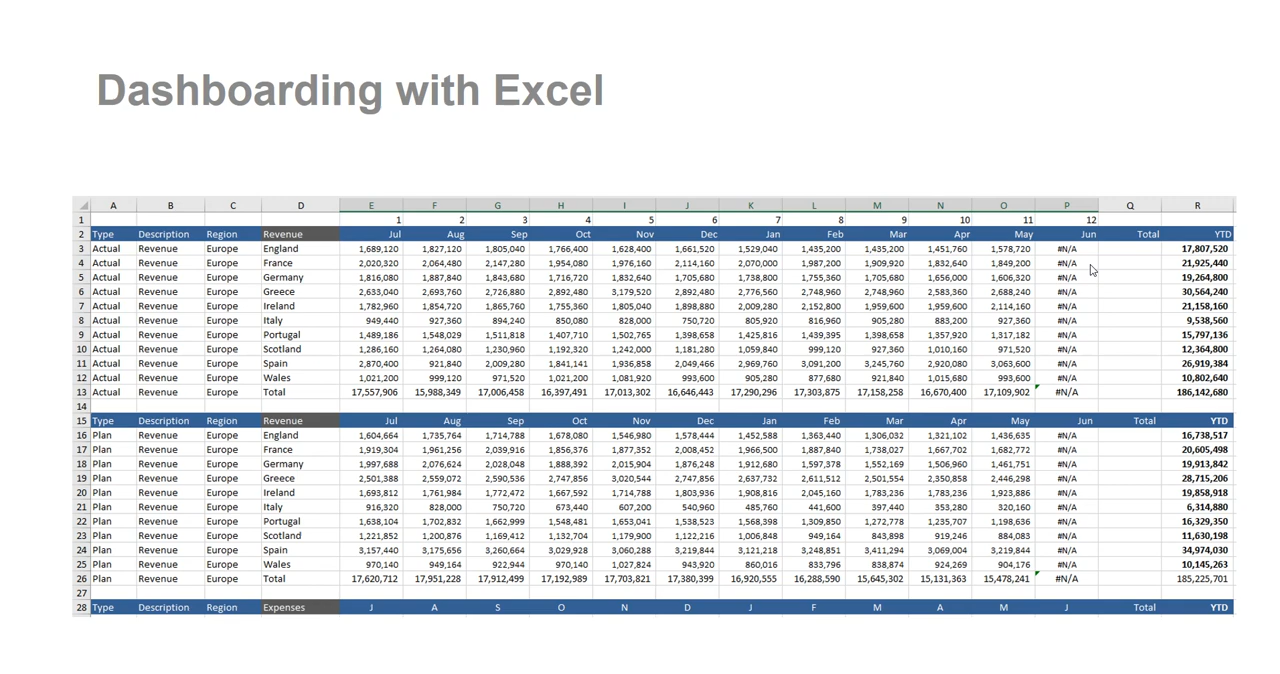 Dashboarding with Excel
A B C D E F G H I J K L M N O P Q R
1 1 2 3 4 5 6 7 8 9 10 11 12
2 Type Description Region Revenue Jul Aug Sep Oct Nov Dec Jan Feb Mar Apr May Jun Total YTD
3 Actual Revenue Europe England 1,689,120 1,827,120 1,805,040 1,766,400 1,628,400 1,661,520 1,529,040 1,435,200 1,435,200 1,451,760 1,578,720 #N/A 17,807,520
4 Actual Revenue Europe France 2,020,320 2,064,480 2,147,280 1,954,080 1,976,160 2,114,160 2,070,000 1,987,200 1,909,920 1,832,640 1,849,200 #N/A 21,925,440
5 Actual Revenue Europe Germany 1,816,080 1,887,840 1,843,680 1,716,720 1,832,640 1,705,680 1,738,800 1,755,360 1,705,680 1,656,000 1,606,320 #N/A 19,264,800
6 Actual Revenue Europe Greece 2,633,040 2,693,760 2,726,880 2,892,480 3,179,520 2,892,480 2,776,560 2,748,960 2,748,960 2,583,360 2,688,240 #N/A 30,564,240
7 Actual Revenue Europe Ireland 1,782,960 1,854,720 1,865,760 1,755,360 1,805,040 1,898,880 2,009,280 2,152,800 1,959,600 1,959,600 2,114,160 #N/A 21,158,160
8 Actual Revenue Europe Italy 949,440 927,360 894,240 850,080 828,000 750,720 805,920 816,960 905,280 883,200 927,360 #N/A 9,538,560
9 Actual Revenue Europe Portugal 1,489,186 1,548,029 1,511,818 1,407,710 1,502,765 1,398,658 1,425,816 1,439,395 1,398,658 1,357,920 1,317,182 #N/A 15,797,136
10 Actual Revenue Europe Scotland 1,286,160 1,264,080 1,230,960 1,192,320 1,242,000 1,181,280 1,059,840 999,120 927,360 1,010,160 971,520 #N/A 12,364,800
11 Actual Revenue Europe Spain 2,870,400 921,840 2,009,280 1,841,141 1,936,858 2,049,466 2,969,760 3,091,200 3,245,760 2,920,080 3,063,600 #N/A 26,919,384
12 Actual Revenue Europe Wales 1,021,200 999,120 971,520 1,021,200 1,081,920 993,600 905,280 877,680 921,840 1,015,680 993,600 #N/A 10,802,640
13 Actual Revenue Europe Total 17,557,906 15,988,349 17,006,458 16,397,491 17,013,302 16,646,443 17,290,296 17,303,875 17,158,258 16,670,400 17,109,902 #N/A 186,142,680
14
15 Type Description Region Revenue Jul Aug Sep Oct Nov Dec Jan Feb Mar Apr May Jun Total YTD
16 Plan Revenue Europe England 1,604,664 1,735,764 1,714,788 1,678,080 1,546,980 1,578,444 1,452,588 1,363,440 1,306,032 1,321,102 1,436,635 #N/A 16,738,517
17 Plan Revenue Europe France 1,919,304 1,961,256 2,039,916 1,856,376 1,877,352 2,008,452 1,966,500 1,887,840 1,738,027 1,667,702 1,682,772 #N/A 20,605,498
18 Plan Revenue Europe Germany 1,997,688 2,076,624 2,028,048 1,888,392 2,015,904 1,876,248 1,912,680 1,597,378 1,552,169 1,506,960 1,461,751 #N/A 19,913,842
19 Plan Revenue Europe Greece 2,501,388 2,559,072 2,590,536 2,747,856 3,020,544 2,747,856 2,637,732 2,611,512 2,501,554 2,350,858 2,446,298 #N/A 28,715,206
20 Plan Revenue Europe Ireland 1,693,812 1,761,984 1,772,472 1,667,592 1,714,788 1,803,936 1,908,816 2,045,160 1,783,236 1,783,236 1,923,886 #N/A 19,858,918
21 Plan Revenue Europe Italy 916,320 828,000 750,720 673,440 607,200 540,960 485,760 441,600 397,440 353,280 320,160 #N/A 6,314,880
22 Plan Revenue Europe Portugal 1,638,104 1,702,832 1,662,999 1,548,481 1,653,041 1,538,523 1,568,398 1,309,850 1,272,778 1,235,707 1,198,636 #N/A 16,329,350
23 Plan Revenue Europe Scotland 1,221,852 1,200,876 1,169,412 1,132,704 1,179,900 1,122,216 1,006,848 949,164 843,898 919,246 884,083 #N/A 11,630,198
24 Plan Revenue Europe Spain 3,157,440 3,175,656 3,260,664 3,029,928 3,060,288 3,219,844 3,121,218 3,248,851 3,411,294 3,069,004 3,219,844 #N/A 34,974,030
25 Plan Revenue Europe Wales 970,140 949,164 922,944 970,140 1,027,824 943,920 860,016 833,796 838,874 924,269 904,176 #N/A 10,145,263
26 Plan Revenue Europe Total 17,620,712 17,951,228 17,912,499 17,192,989 17,703,821 17,380,399 16,920,555 16,288,590 15,645,302 15,131,363 15,478,241 #N/A 185,225,701
27
28 Type Description Region Expenses J A S O N D J F M A M J Total YTD